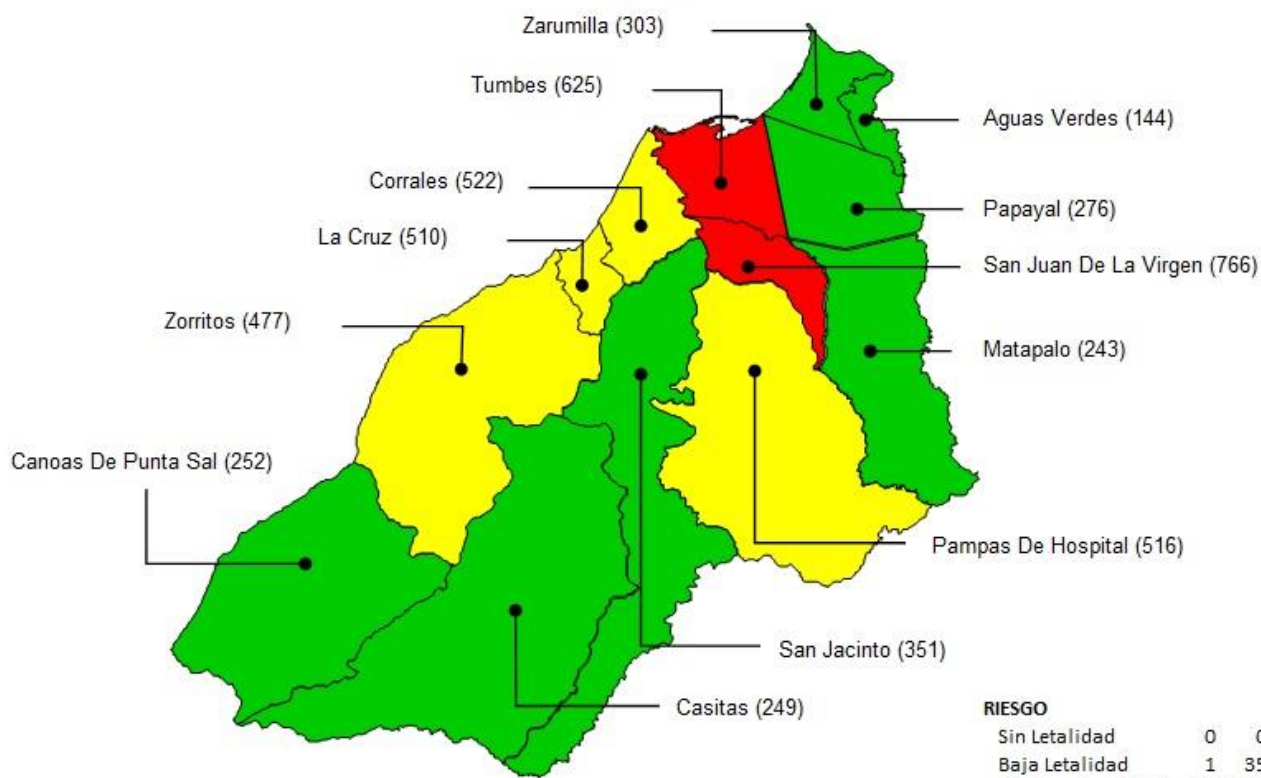 Zarumilla (303)
Tumbes (625)
Aguas Verdes (144)
Corrales (522)
Papayal (276)
La Cruz (510)
San Juan De La Virgen (766)
Zorritos (477)
Matapalo (243)
Canoas De Punta Sal (252)
Pampas De Hospital (516)
San Jacinto (351)
Casitas (249)
RIESGO
Sin Letalidad 0
Baja Letalidad 1